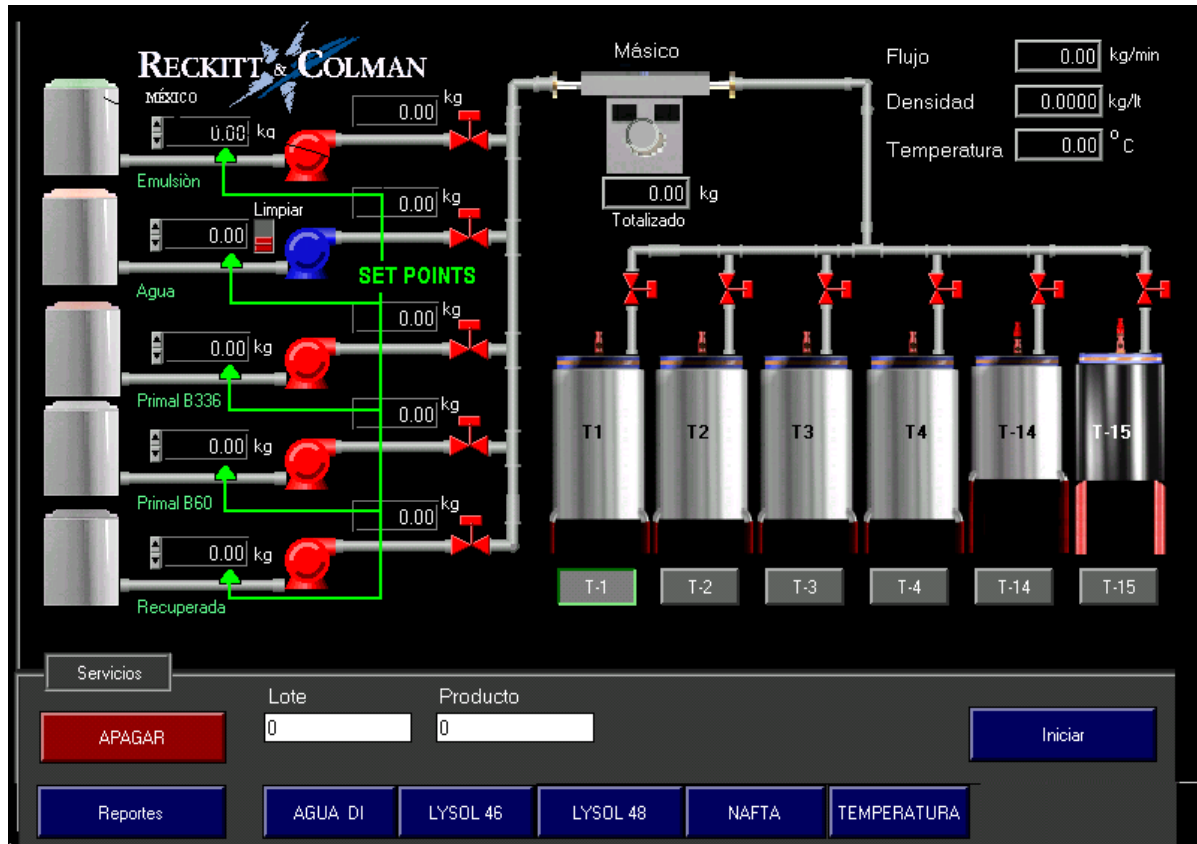 RECKITT & COLMAN
MÉXICO
0.00 kg
0.00 kg
Emulsiòn
Limpiar
0.00
0.00 kg
Agua
SET POINTS
0.00 kg
0.00 kg
Primal B336
0.00 kg
0.00 kg
Primal B60
0.00 kg
0.00 kg
Recuperada
Másico
0.00 kg
Totalizado
Flujo 0.00 kg/min
Densidad 0.0000 kg/lt
Temperatura 0.00 °C
T1 T2 T3 T4 T-14 T-15
T-1 T-2 T-3 T-4 T-14 T-15
Servicios
Lote Producto
0 0
APAGAR
Iniciar
Reportes AGUA DI LYSOL 46 LYSOL 48 NAFTA TEMPERATURA